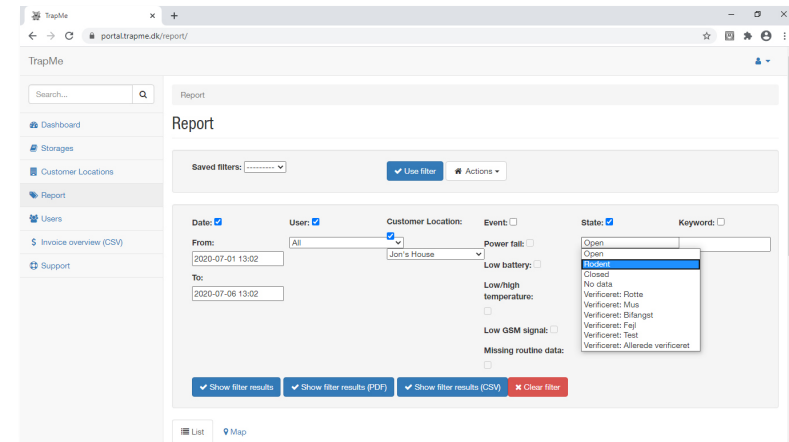 TrapMe
portal.trapme.dk/report/
TrapMe
Search...
Report
Report
Dashboard
Storages
Customer Locations
Report
Users
$ Invoice overview (CSV)
Support
Saved filters: ---------
Use filter
Actions
Date:
User:
Customer Location:
Event:
State:
Keyword:
From:
All
Power fail:
Open
2020-07-01 13:02
Jon's House
Low battery:
To:
2020-07-06 13:02
Low/high
temperature:
Low GSM signal:
Missing routine data:
Open
Rodent
Closed
No data
Verificeret: Rotte
Verificeret: Mus
Verificeret: Bifangst
Verificeret: Fejl
Verificeret: Test
Verificeret: Allerede verificeret
Show filter results
Show filter results (PDF)
Show filter results (CSV)
Clear filter
List
Map